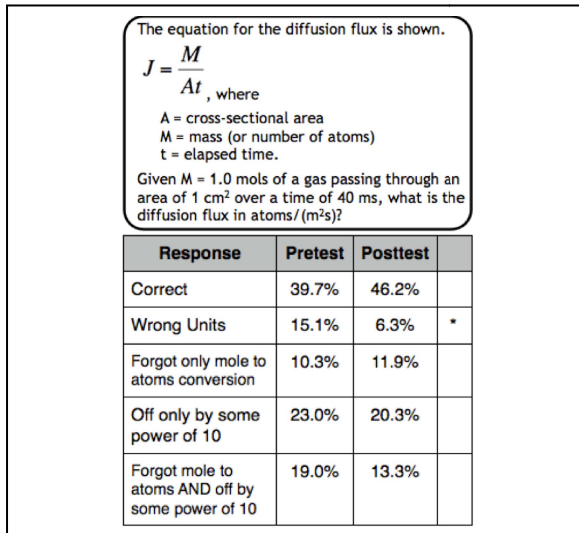 The equation for the diffusion flux is shown.
J = M
At , where
A = cross-sectional area
M = mass (or number of atoms)
t = elapsed time.
Given M = 1.0 mols of a gas passing through an
area of 1 cm² over a time of 40 ms, what is the
diffusion flux in atoms/(m²s)?
Response Pretest Posttest
Correct 39.7% 46.2%
Wrong Units 15.1% 6.3% *
Forgot only mole to 10.3% 11.9%
atoms conversion
Off only by some 23.0% 20.3%
power of 10
Forgot mole to 19.0% 13.3%
atoms AND off by
some power of 10